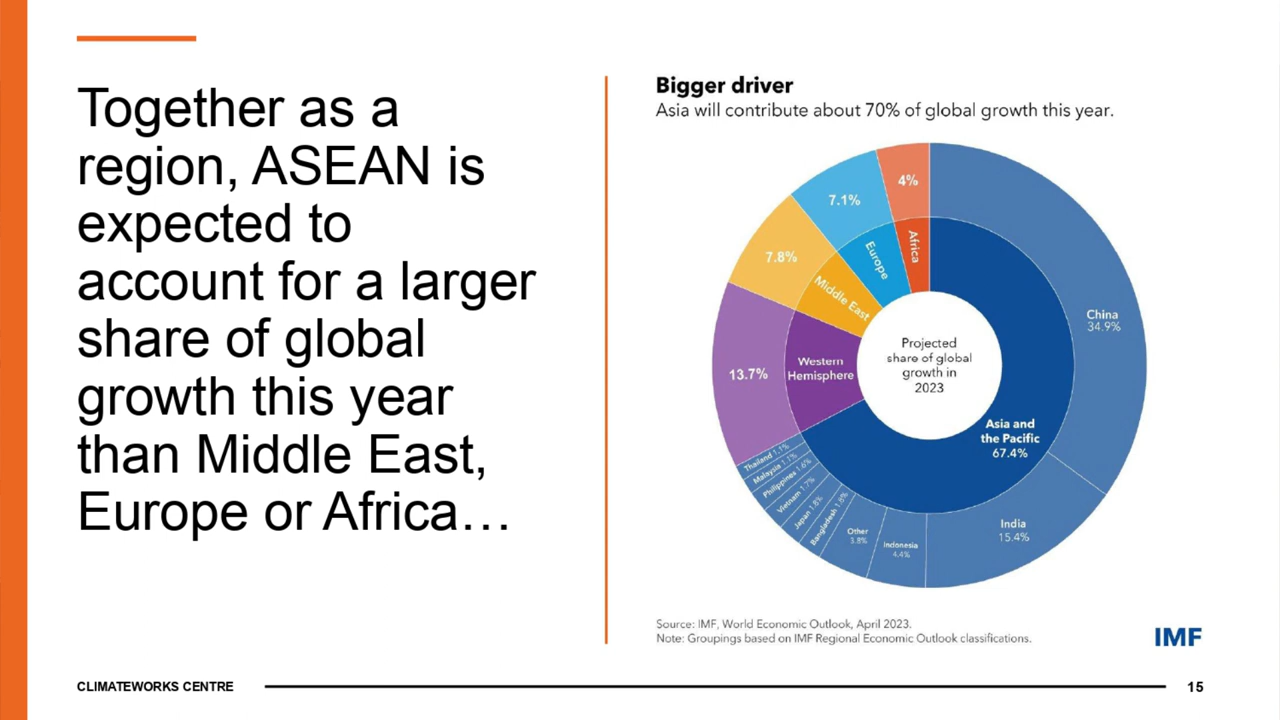 Together as a
region, ASEAN is
expected to
account for a larger
share of global
growth this year
than Middle East,
Europe or Africa…
Bigger driver
Asia will contribute about 70% of global growth this year.
4%
7.1%
7.8%
13.7%
Africa
Europe
Middle East
Western
Hemisphere
Projected
share of global
growth in
2023
Asia and
the Pacific
67.4%
China
34.9%
India
15.4%
Indonesia
4.4%
Other
3.8%
Bangladesh 1.8%
Japan 1.8%
Vietnam 1.7%
Philippines 1.6%
Malaysia 1.1%
Thailand 1.1%
Source: IMF, World Economic Outlook, April 2023.
Note: Groupings based on IMF Regional Economic Outlook classifications.
IMF
CLIMATEWORKS CENTRE
15